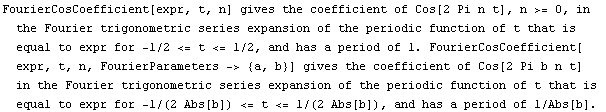 FourierCosCoefficient[expr, t, n] gives the coefficient of Cos[2 Pi n t], n >= 0, in
the Fourier trigonometric series expansion of the periodic function of t that is
equal to expr for -1/2 <= t <= 1/2, and has a period of 1. FourierCosCoefficient[
expr, t, n, FourierParameters -> {a, b}] gives the coefficient of Cos[2 Pi b n t]
in the Fourier trigonometric series expansion of the periodic function of t that is
equal to expr for -1/(2 Abs[b]) <= t <= 1/(2 Abs[b]), and has a period of 1/Abs[b].